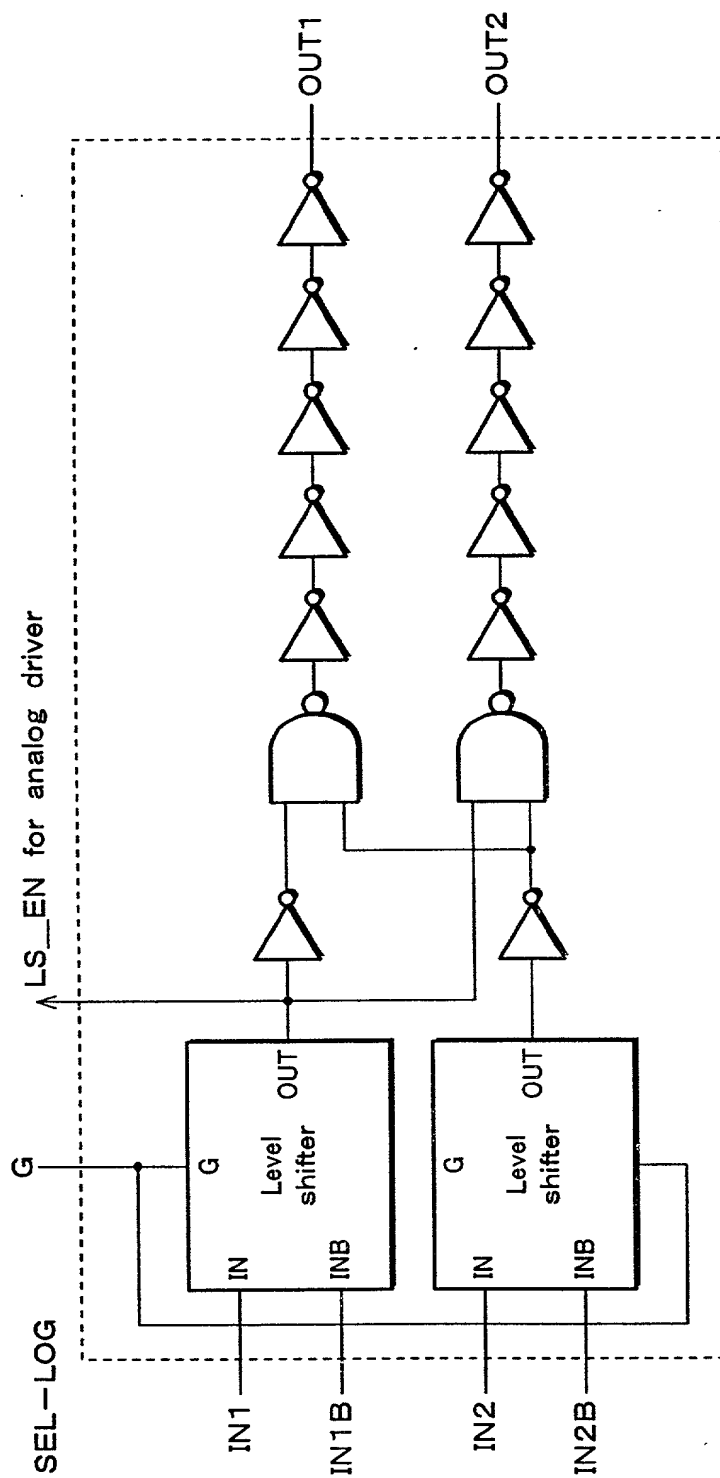 SEL-LOG
G
LS_EN for analog driver
IN1
IN1B
IN
INB
G
Level
shifter
OUT
OUT1
IN2
IN2B
IN
INB
G
Level
shifter
OUT
OUT2